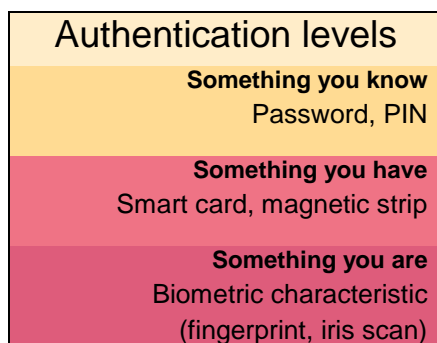 Authentication levels
Something you know
Password, PIN
Something you have
Smart card, magnetic strip
Something you are
Biometric characteristic
(fingerprint, iris scan)